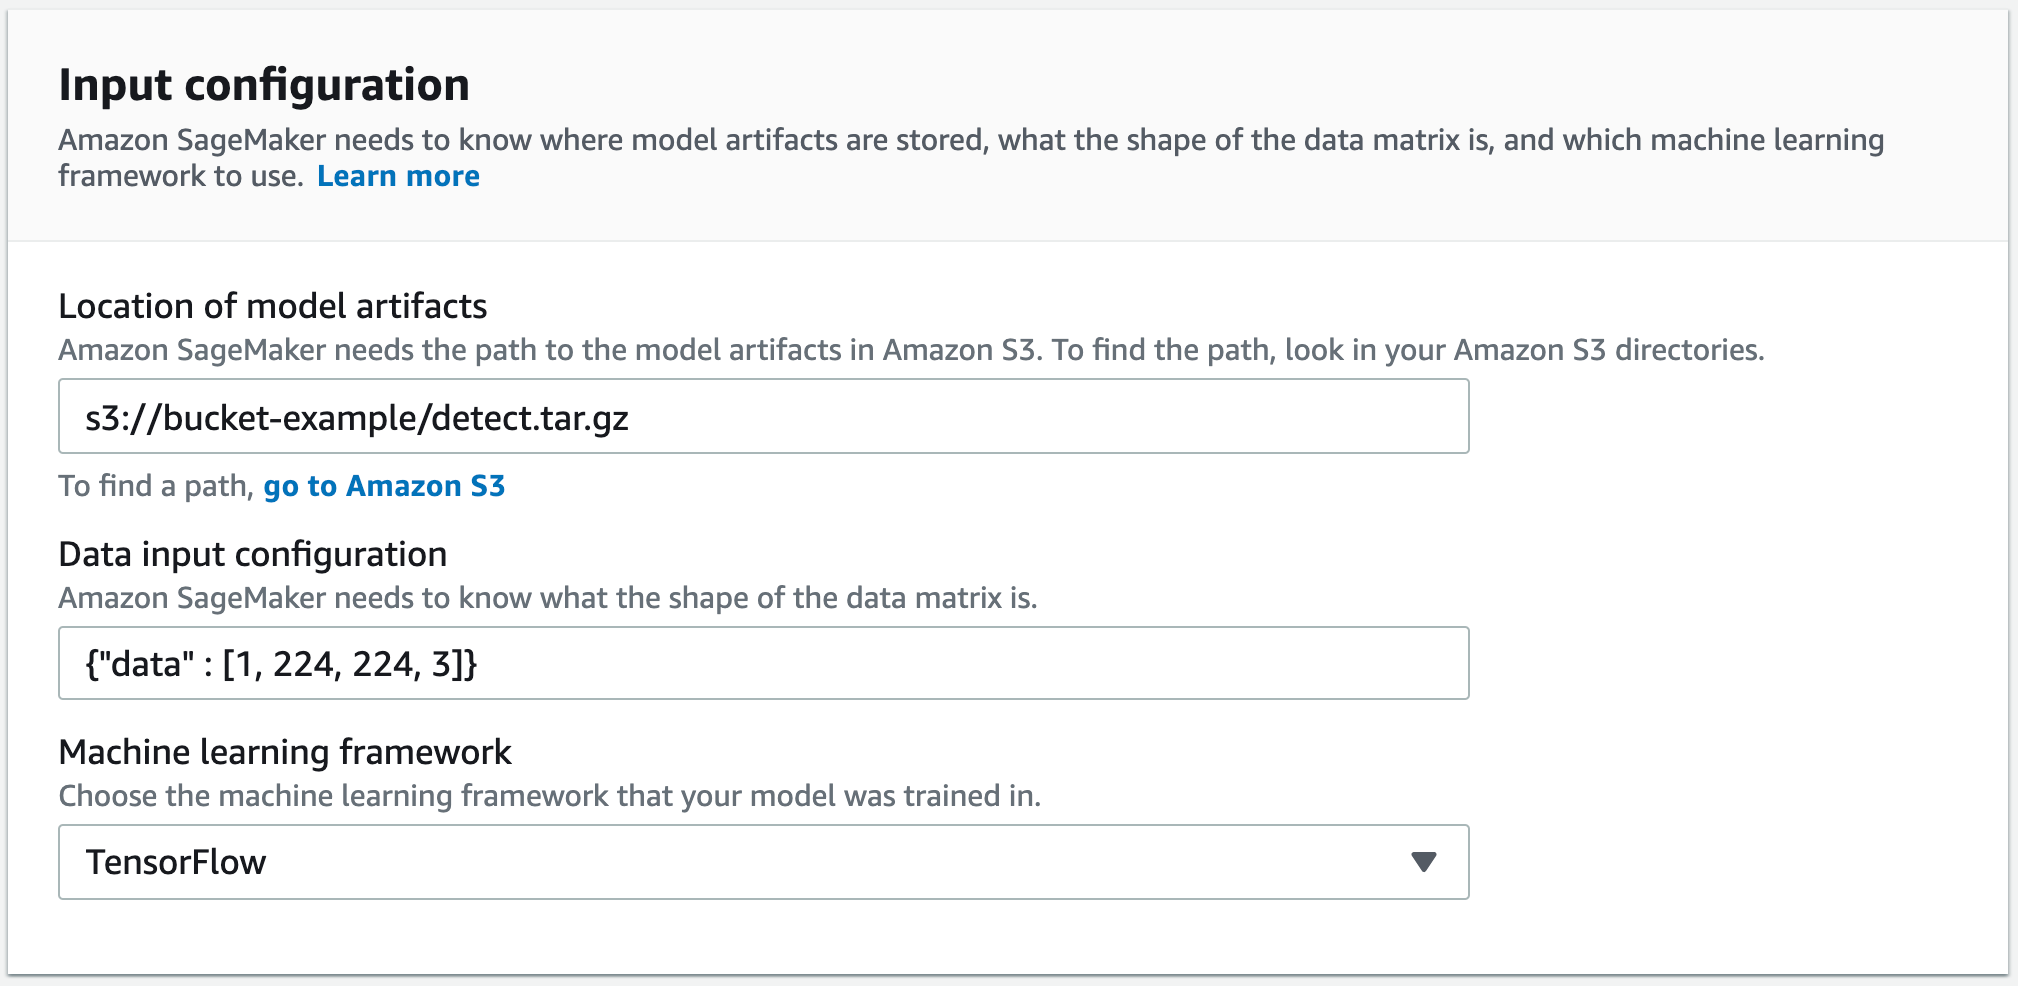 Input configuration
Amazon SageMaker needs to know where model artifacts are stored, what the shape of the data matrix is, and which machine learning
framework to use. Learn more
Location of model artifacts
Amazon SageMaker needs the path to the model artifacts in Amazon S3. To find the path, look in your Amazon S3 directories.
s3://bucket-example/detect.tar.gz
To find a path, go to Amazon S3
Data input configuration
Amazon SageMaker needs to know what the shape of the data matrix is.
{"data" : [1, 224, 224, 3]}
Machine learning framework
Choose the machine learning framework that your model was trained in.
TensorFlow